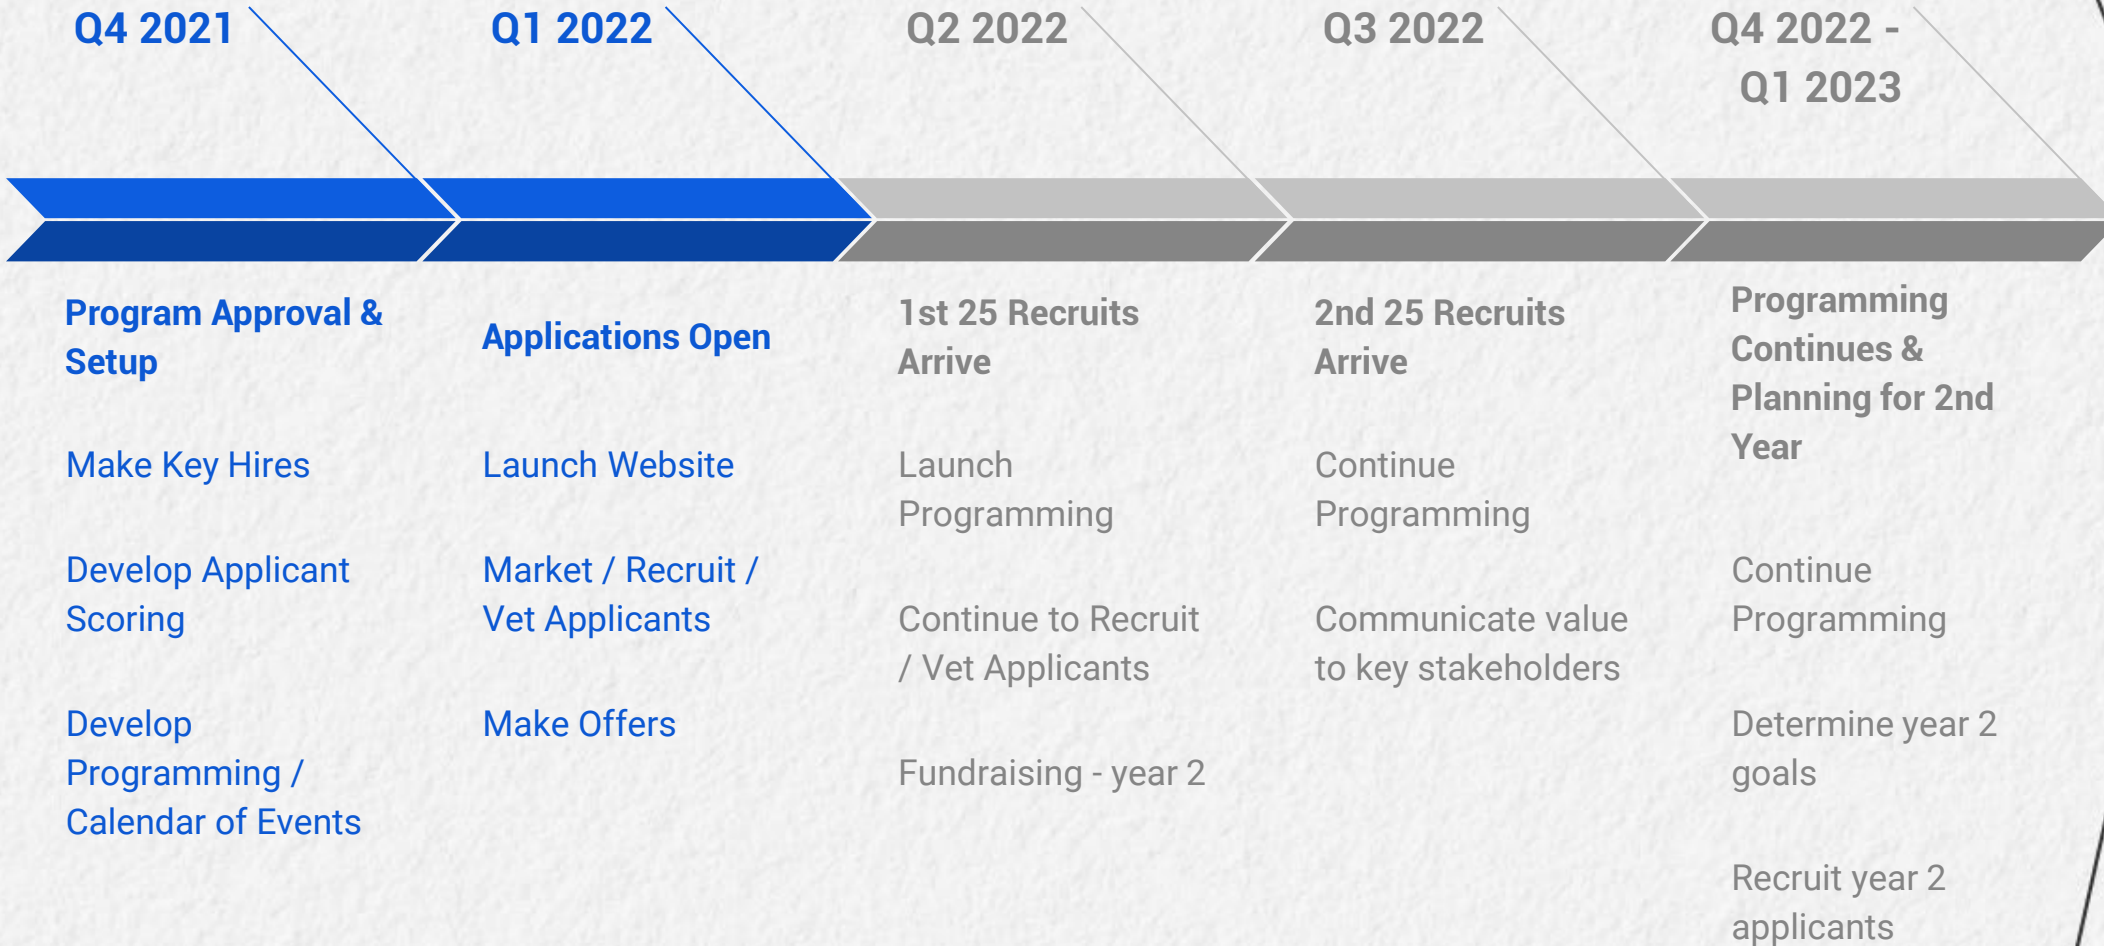 Q4 2021
Q1 2022
Q2 2022
Q3 2022
Q4 2022 -
Q1 2023
Program Approval &
Setup
Make Key Hires
Develop Applicant
Scoring
Develop
Programming /
Calendar of Events
Applications Open
Launch Website
Market / Recruit /
Vet Applicants
Make Offers
1st 25 Recruits
Arrive
Launch
Programming
Continue to Recruit
/ Vet Applicants
Fundraising - year 2
2nd 25 Recruits
Arrive
Continue
Programming
Communicate value
to key stakeholders
Programming
Continues &
Planning for 2nd
Year
Continue
Programming
Determine year 2
goals
Recruit year 2
applicants